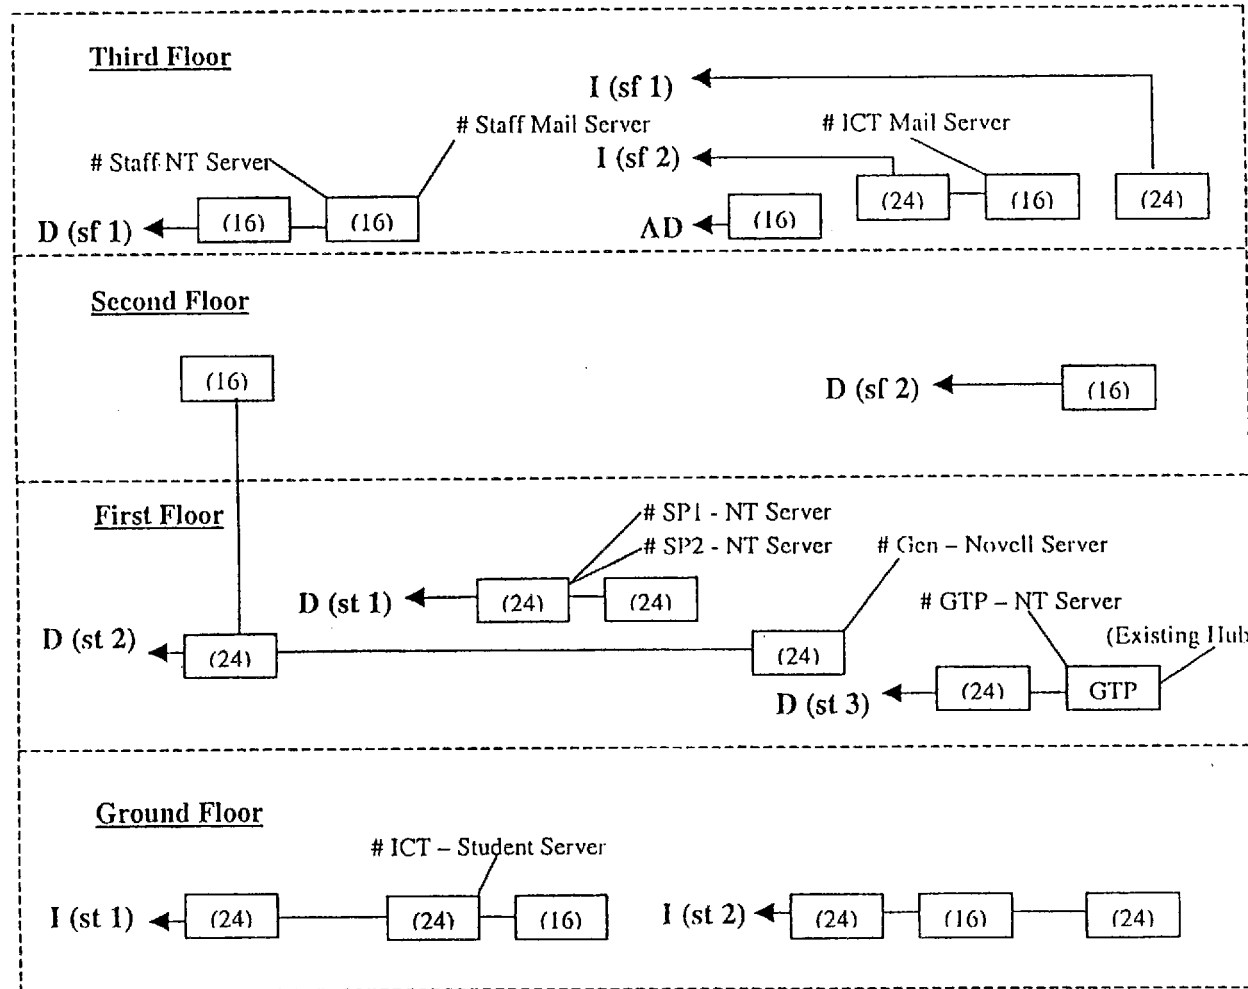 Third Floor
I (sf 1)
# Staff Mail Server
# ICT Mail Server
# Staff NT Server
I (sf 2)
(24)
(16)
(24)
(16)
(16)
(16)
D (sf 1)
AD
Second Floor
(16)
D (sf 2)
(16)
First Floor
# SP1 - NT Server
# SP2 - NT Server
# Gen – Novell Server
D (st 1)
(24)
(24)
# GTP – NT Server
(Existing Hub
D (st 2)
(24)
(24)
D (st 3)
(24)
GTP
Ground Floor
# ICT – Student Server
I (st 1)
(24)
(24)
(16)
I (st 2)
(24)
(16)
(24)